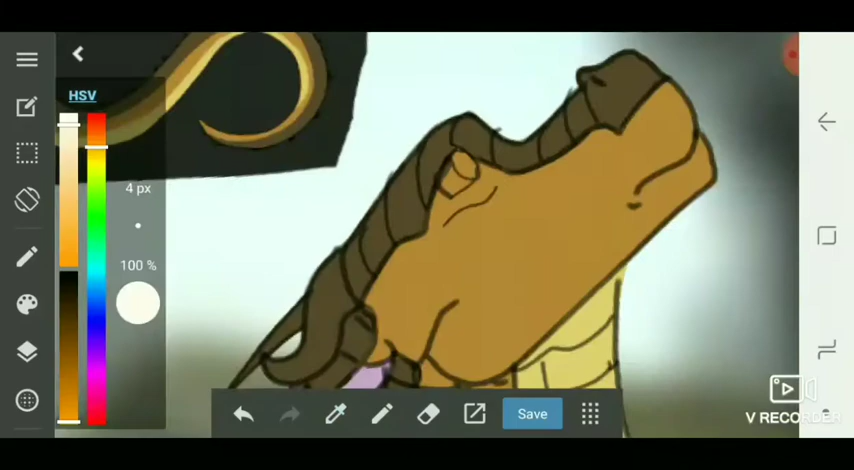 HSV
4 px
100 %
Save
V RECORDER